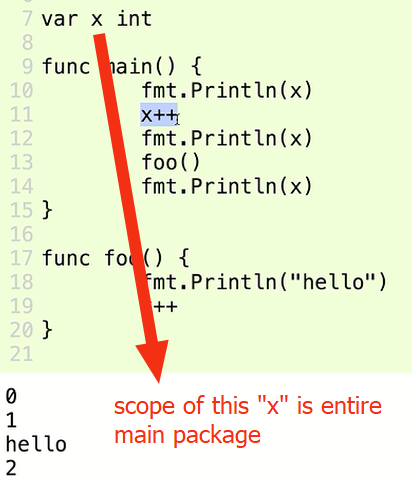 7 var x int
8
9 func main() {
10 fmt.Println(x)
11 x++
12 fmt.Println(x)
13 foo()
14 fmt.Println(x)
15 }
16
17 func foo() {
18 fmt.Println("hello")
19 ++
20 }
21
0
1
hello
2
scope of this "x" is entire
main package